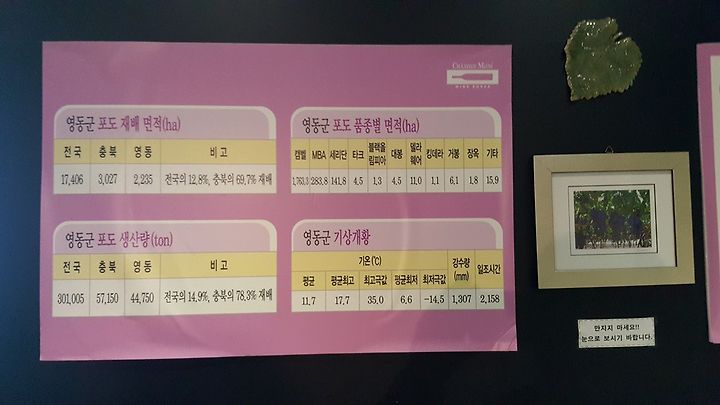 CHATEAU MANI
WINE KOREA
영동군 포도 재배 면적(ha)
전국 충북 영동 비고
17,406 3,027 2,235 전국의 12.8%, 충북의 69.7% 재배
영동군 포도 품종별 면적(ha)
캠벨 MBA 세리단 타크 블랙올림피아 대봉 델라웨어 킹데라 거봉 장옥 기타
1,763.3 283.8 141.8 4.5 1.3 4.5 11.0 1.1 6.1 1.8 15.9
영동군 포도 생산량(ton)
전국 충북 영동 비고
301,005 57,150 44,750 전국의 14.9%, 충북의 78.3% 재배
영동군 기상개황
기온(℃) 강수량(mm) 일조시간
평균 평균최고 최고극값 평균최저 최저극값
11.7 17.7 35.0 6.6 -14.5 1,307 2,158
만지지 마세요!!
눈으로 보시기 바랍니다.